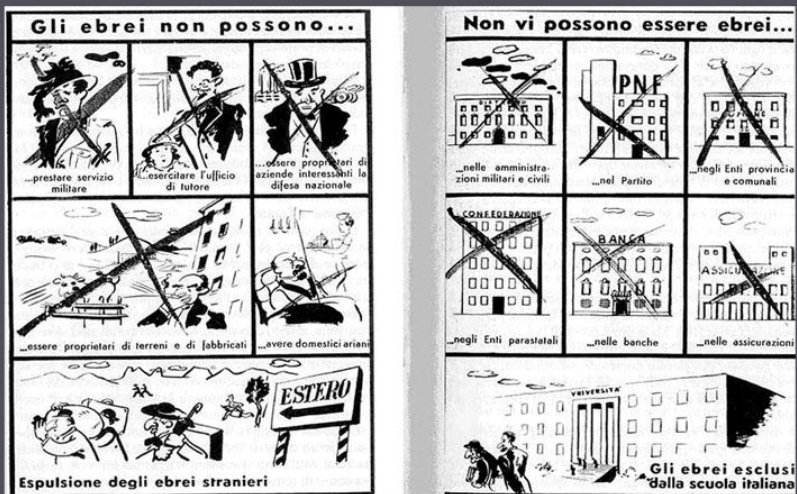 Gli ebrei non possono...
...prestare servizio
militare
...esercitare l'ufficio
di tutore
...essere proprietari di
aziende interessanti la
difesa nazionale
...essere proprietari di terreni e di fabbricati
...avere domestici ariani
ESTERO
Espulsione degli ebrei stranieri
Non vi possono essere ebrei...
...nelle amministra-
zioni militari e civili
PNF
...nel Partito
...negli Enti provincia
e comunali
CONFEDERAZIONE
...negli Enti parastatali
BANCA
...nelle banche
ASSICURAZIONE
...nelle assicurazioni
UNIVERSITA'
Gli ebrei esclusi
dalla scuola italiana